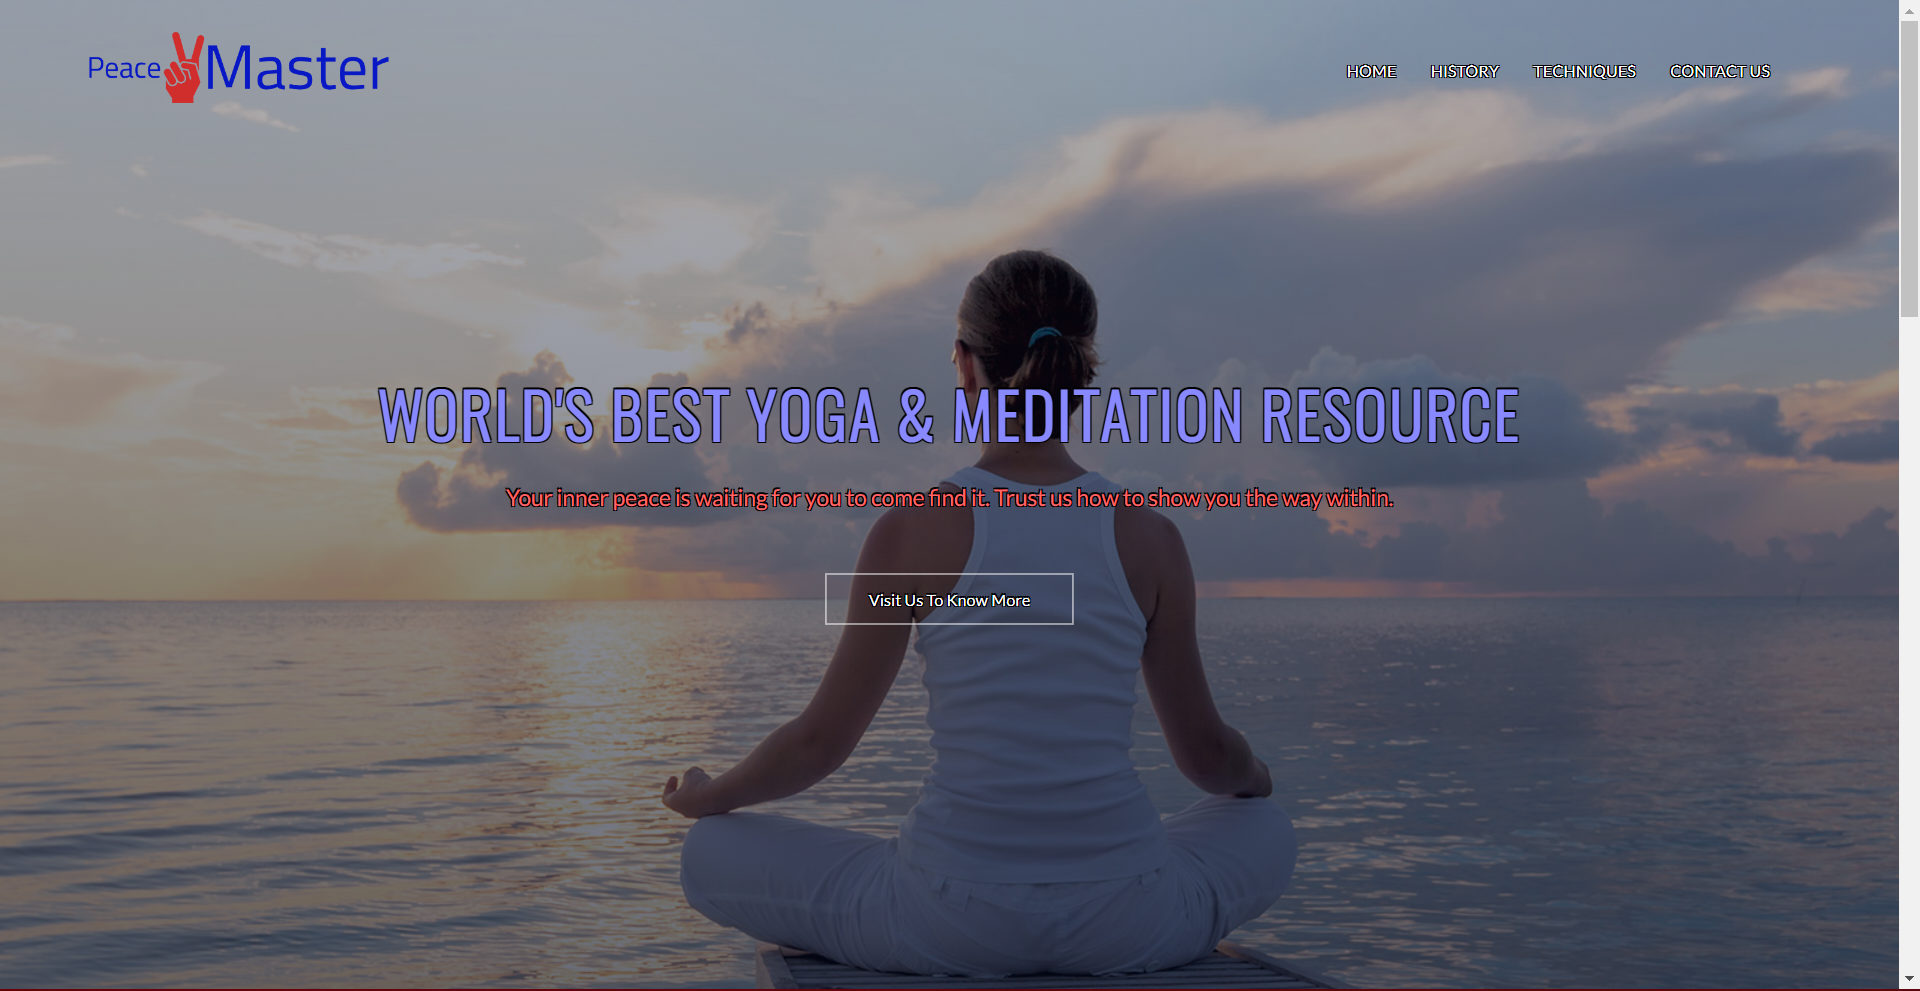 Peace Master
HOME HISTORY TECHNIQUES CONTACT US
WORLD'S BEST YOGA & MEDITATION RESOURCE
Your inner peace is waiting for you to come find it. Trust us how to show you the way within.
Visit Us To Know More